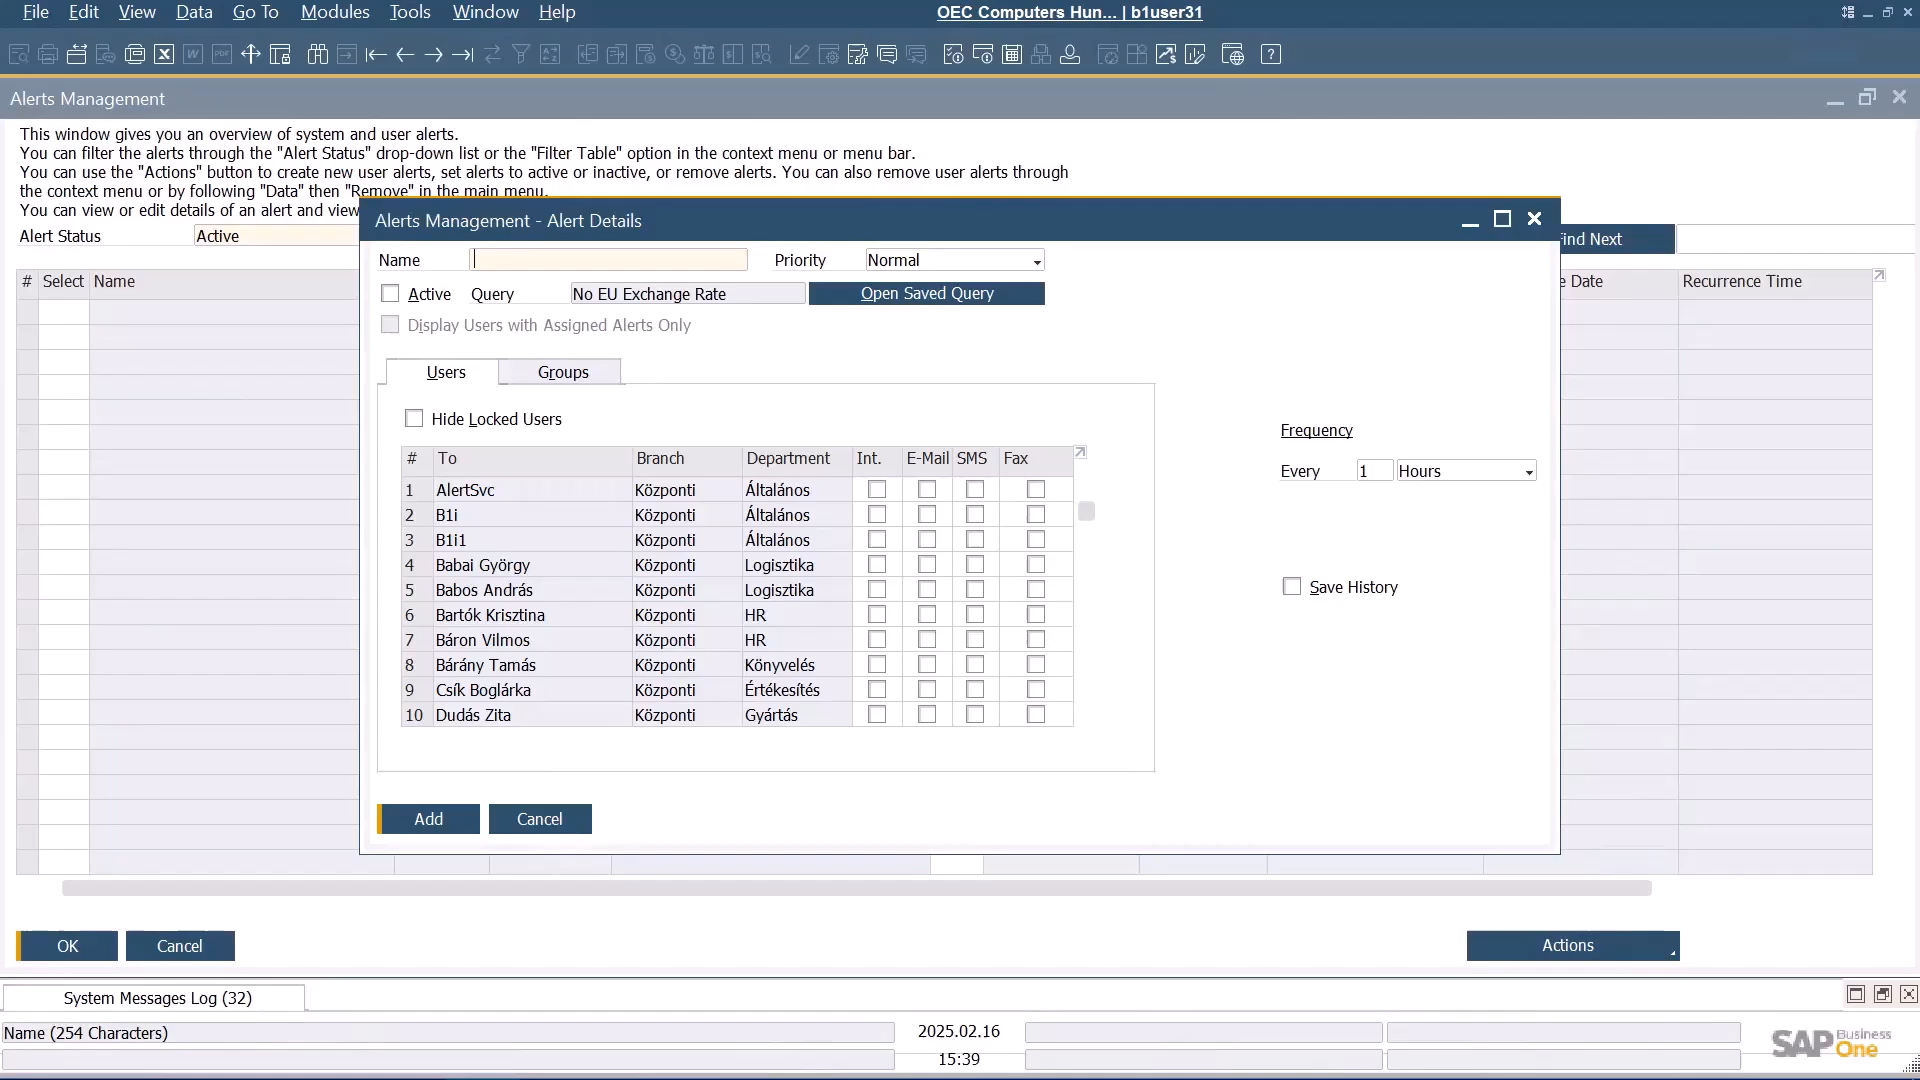 File Edit View Data Go To Modules Tools Window Help OEC Computers Hun... | b1user31
Alerts Management
This window gives you an overview of system and user alerts.
You can filter the alerts through the "Alert Status" drop-down list or the "Filter Table" option in the context menu or menu bar.
You can use the "Actions" button to create new user alerts, set alerts to active or inactive, or remove alerts. You can also remove user alerts through
the context menu or by following "Data" then "Remove" in the main menu.
You can view or edit details of an alert and view
Alert Status Active
Find Next
# Select Name
e Date Recurrence Time
Alerts Management - Alert Details
Name Priority Normal
Active Query No EU Exchange Rate Open Saved Query
Display Users with Assigned Alerts Only
Users Groups
Hide Locked Users
# To Branch Department Int. E-Mail SMS Fax
1 AlertSvc Központi Általános
2 B1i Központi Általános
3 B1i1 Központi Általános
4 Babai György Központi Logisztika
5 Babos András Központi Logisztika
6 Bartók Krisztina Központi HR
7 Báron Vilmos Központi HR
8 Bárány Tamás Központi Könyvelés
9 Csík Boglárka Központi Értékesítés
10 Dudás Zita Központi Gyártás
Frequency
Every 1 Hours
Save History
Add Cancel
OK Cancel Actions
System Messages Log (32)
Name (254 Characters) 2025.02.16
15:39
SAP Business One